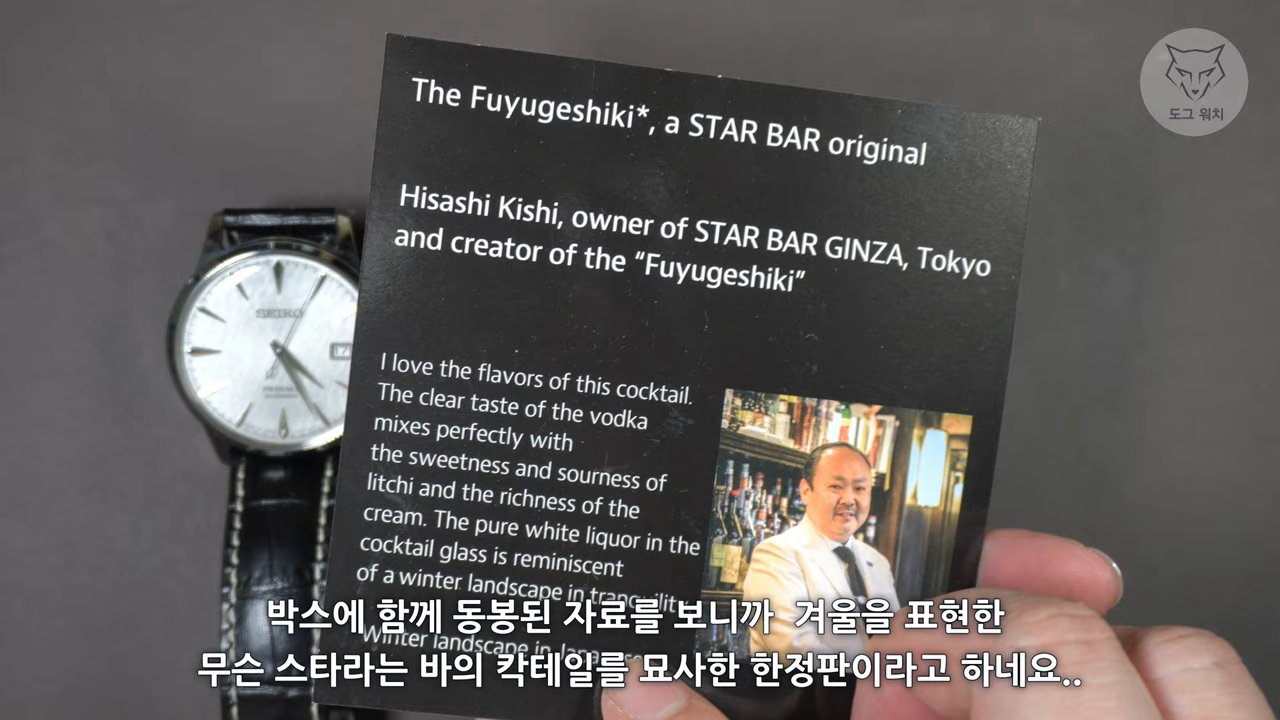 도그 워치
The Fuyugeshiki*, a STAR BAR original
Hisashi Kishi, owner of STAR BAR GINZA, Tokyo
and creator of the “Fuyugeshiki”
SEIKO
17
I love the flavors of this cocktail.
The clear taste of the vodka
mixes perfectly with
the sweetness and sourness of
litchi and the richness of the
cream. The pure white liquor in the
cocktail glass is reminiscent
of a winter landscape in
Winter landscape in
박스에 함께 동봉된 자료를 보니까 겨울을 표현한
무슨 스타라는 바의 칵테일를 묘사한 한정판이라고 하네요..